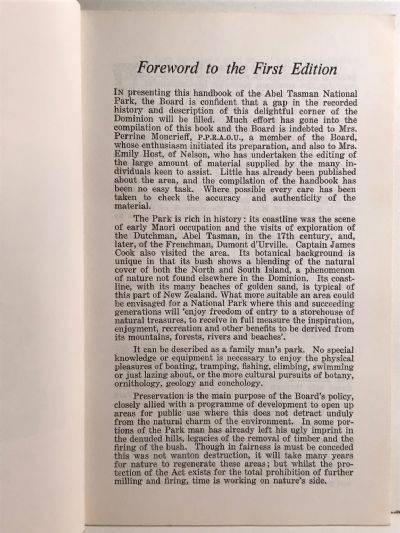 Foreword to the First Edition
IN presenting this handbook of the Abel Tasman National
Park, the Board is confident that a gap in the recorded
history and description of this delightful corner of the
Dominion will be filled. Much effort has gone into the
compilation of this book and the Board is indebted to Mrs.
Perrine Moncrieff, P.P.R.A.O.U., a member of the Board,
whose enthusiasm initiated its preparation, and also to Mrs.
Emily Host, of Nelson, who has undertaken the editing of
the large amount of material supplied by the many in-
dividuals keen to assist. Little has already been published
about the area, and the compilation of the handbook has
been no easy task. Where possible every care has been
taken to check the accuracy and authenticity of the
material.
The Park is rich in history : its coastline was the scene
of early Maori occupation and the visits of exploration of
the Dutchman, Abel Tasman, in the 17th century, and,
later, of the Frenchman, Dumont d'Urville. Captain James
Cook also visited the area. Its botanical background is
unique in that its bush shows a blending of the natural
cover of both the North and South Island, a phenomenon
of nature not found elsewhere in the Dominion. Its coast-
line, with its many beaches of golden sand, is typical of
this part of New Zealand. What more suitable an area could
be envisaged for a National Park where this and succeeding
generations will 'enjoy freedom of entry to a storehouse of
natural treasures, to receive in full measure the inspiration,
enjoyment, recreation and other benefits to be derived from
its mountains, forests, rivers and beaches'.
It can be described as a family man's park. No special
knowledge or equipment is necessary to enjoy the physical
pleasures of boating, tramping, fishing, climbing, swimming
or just lazing about, or the more cultural pursuits of botany,
ornithology, geology and conchology.
Preservation is the main purpose of the Board's policy,
closely allied with a programme of development to open up
areas for public use where this does not detract unduly
from the natural charm of the environment. In some por-
tions of the Park man has already left his ugly imprint in
the denuded hills, legacies of the removal of timber and the
firing of the bush. Though in fairness is must be conceded
this was not wanton destruction, it will take many years
for nature to regenerate these areas; but whilst the pro-
tection of the Act exists for the total prohibition of further
milling and firing, time is working on nature's side.